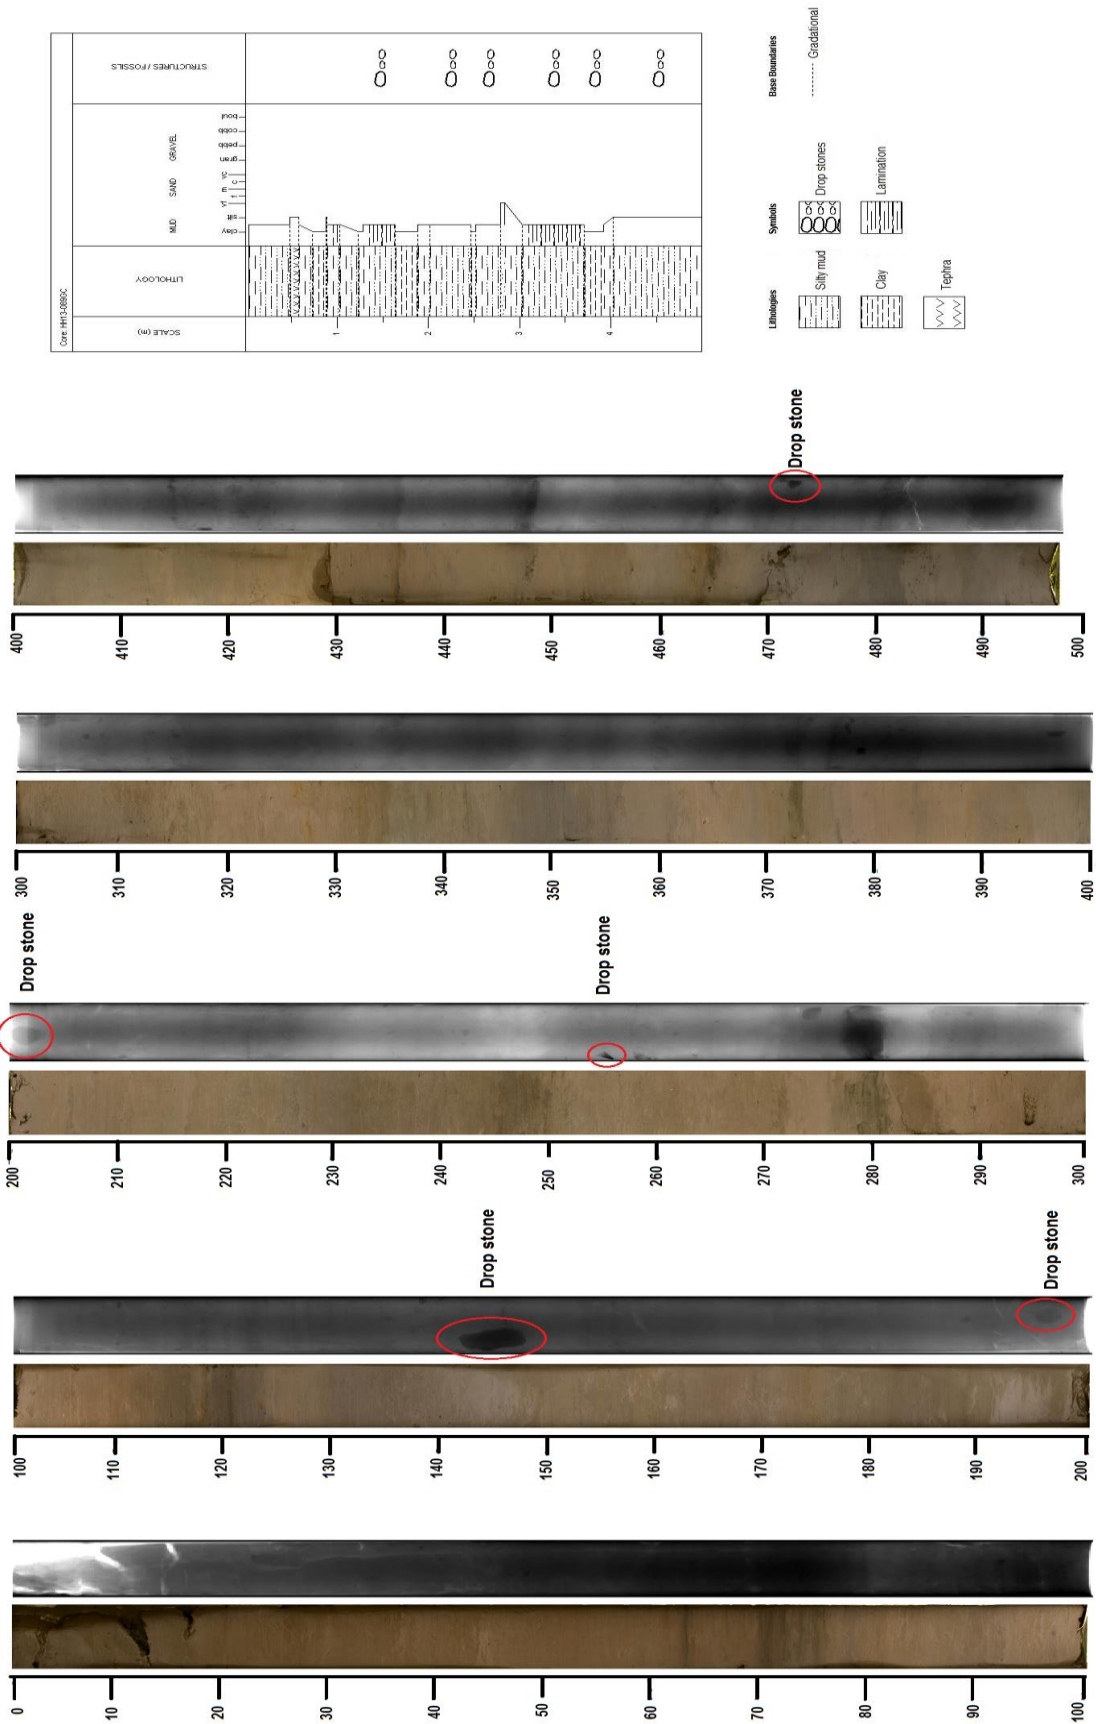 Core: HH13-089GC
SCALE (m)
LITHOLOGY
MUD SAND GRAVEL
clay silt vf f m c vc gran pebb cobb boul
STRUCTURES / FOSSILS
1
2
3
4
Lithologies
Silty mud
Clay
Tephra
Symbols
Drop stones
Lamination
Base Boundaries
Gradational
0 10 20 30 40 50 60 70 80 90 100
Drop stone
Drop stone
100 110 120 130 140 150 160 170 180 190 200
Drop stone
Drop stone
200 210 220 230 240 250 260 270 280 290 300
300 310 320 330 340 350 360 370 380 390 400
Drop stone
400 410 420 430 440 450 460 470 480 490 500